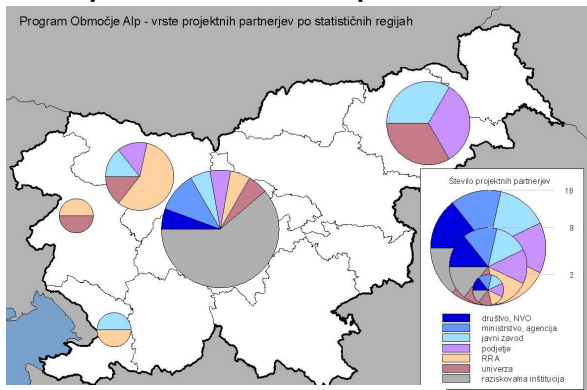 Program Območje Alp - vrste projektnih partnerjev po statističnih regijah
Število projektnih partnerjev
18
9
2
društvo, NVO
ministrstvo, agencija
javni zavod
podjetje
RRA
univerza
raziskovalna inštitucija